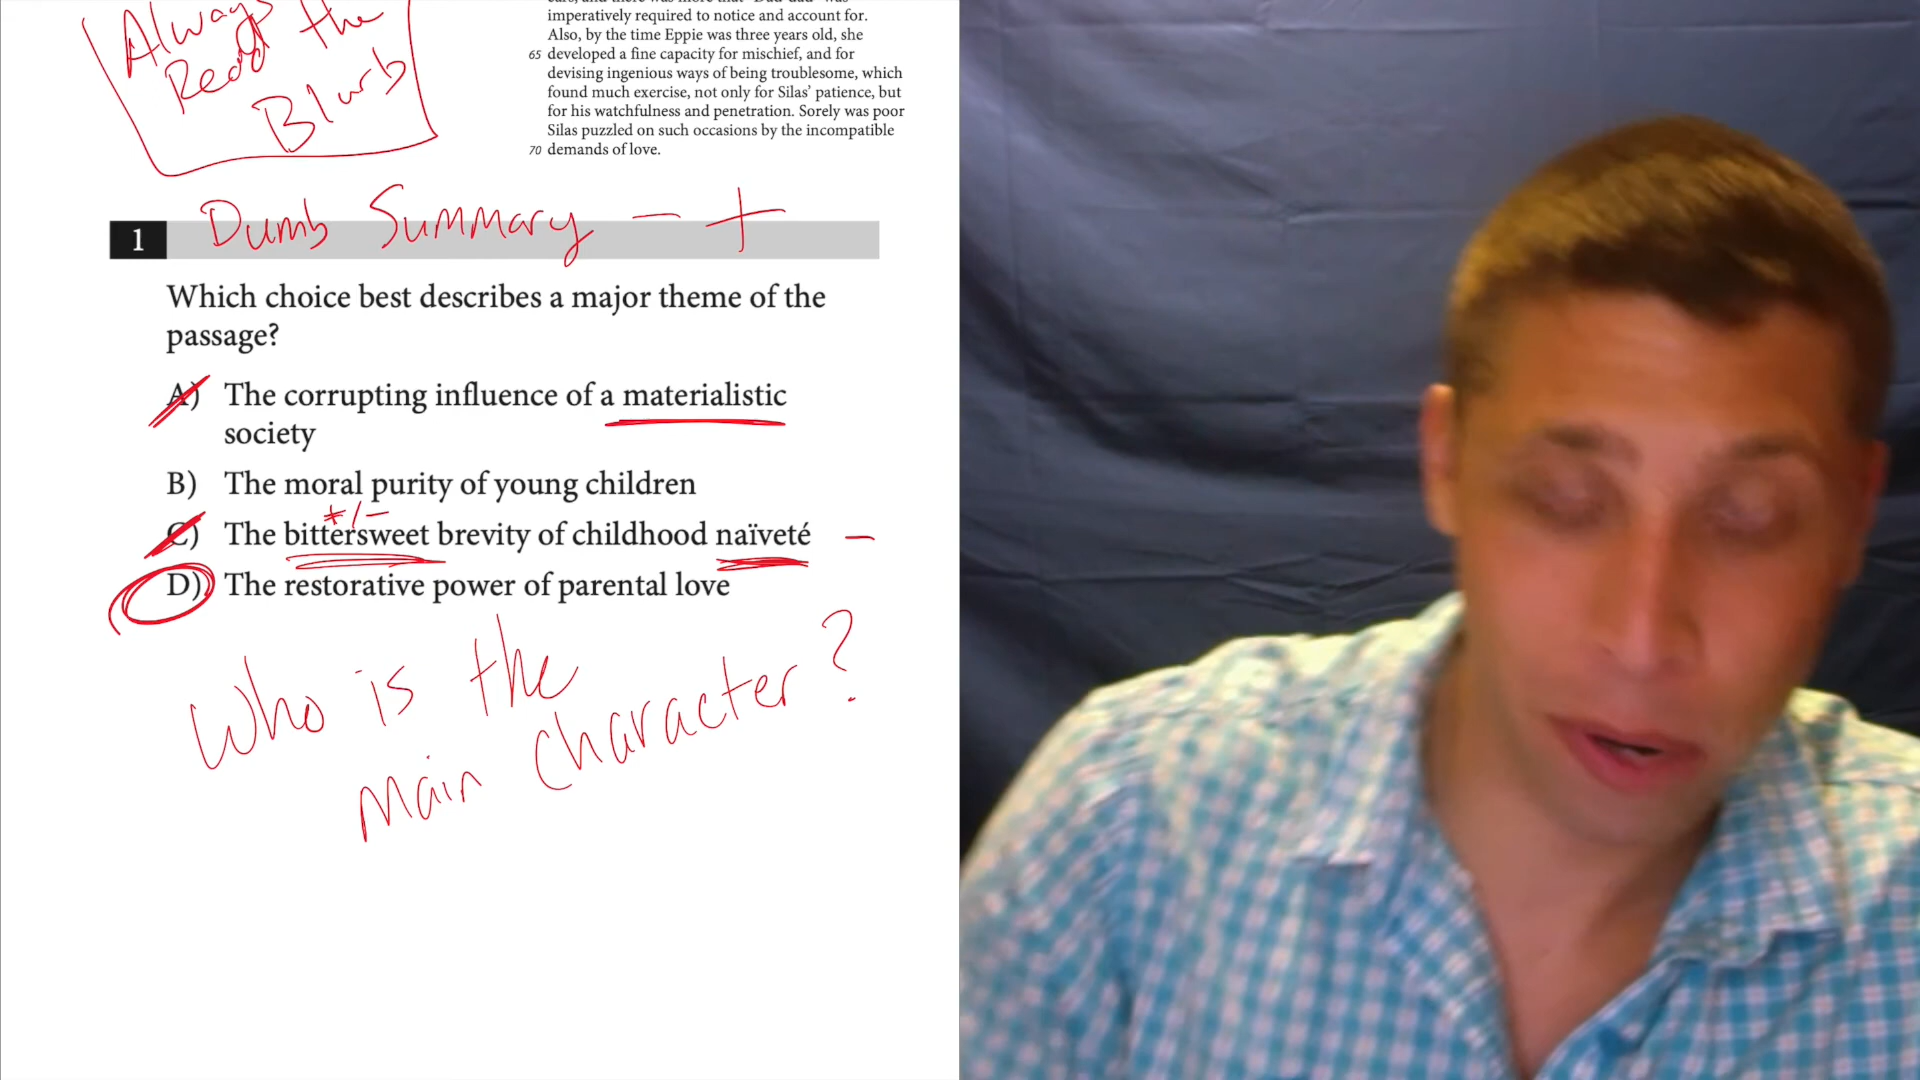 Always
Read the
Blurb
imperatively required to notice and account for.
Also, by the time Eppie was three years old, she
65 developed a fine capacity for mischief, and for
devising ingenious ways of being troublesome, which
found much exercise, not only for Silas' patience, but
for his watchfulness and penetration. Sorely was poor
Silas puzzled on such occasions by the incompatible
70 demands of love.
Dumb Summary - +
1
Which choice best describes a major theme of the
passage?
A) The corrupting influence of a materialistic
society
B) The moral purity of young children
+/-
C) The bittersweet brevity of childhood naïveté -
D) The restorative power of parental love
Who is the
main character?